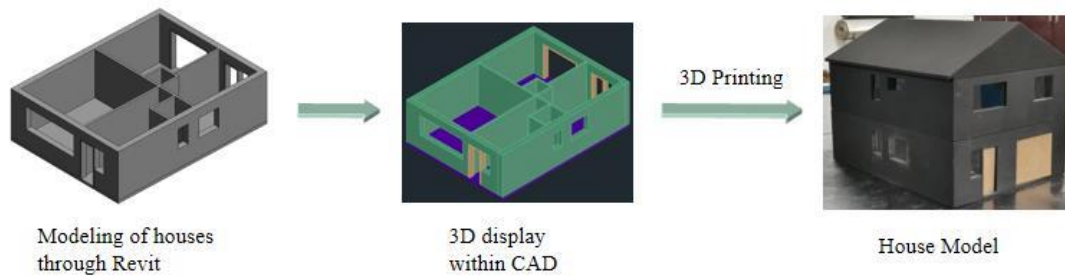 3D Printing
Modeling of houses
through Revit
3D display
within CAD
House Model